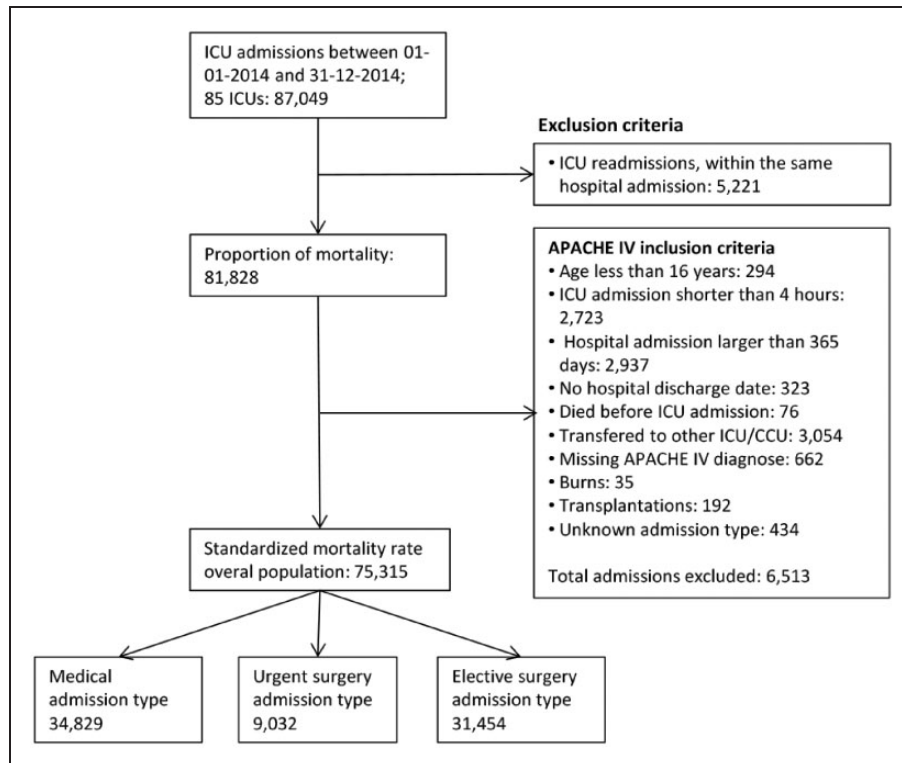 ICU admissions between 01-
01-2014 and 31-12-2014;
85 ICUs: 87,049
Exclusion criteria
• ICU readmissions, within the same
hospital admission: 5,221
Proportion of mortality:
81,828
APACHE IV inclusion criteria
• Age less than 16 years: 294
• ICU admission shorter than 4 hours:
2,723
• Hospital admission larger than 365
days: 2,937
• No hospital discharge date: 323
• Died before ICU admission: 76
• Transfered to other ICU/CCU: 3,054
• Missing APACHE IV diagnose: 662
• Burns: 35
• Transplantations: 192
• Unknown admission type: 434
Total admissions excluded: 6,513
Standardized mortality rate
overal population: 75,315
Medical
admission type
34,829
Urgent surgery
admission type
9,032
Elective surgery
admission type
31,454